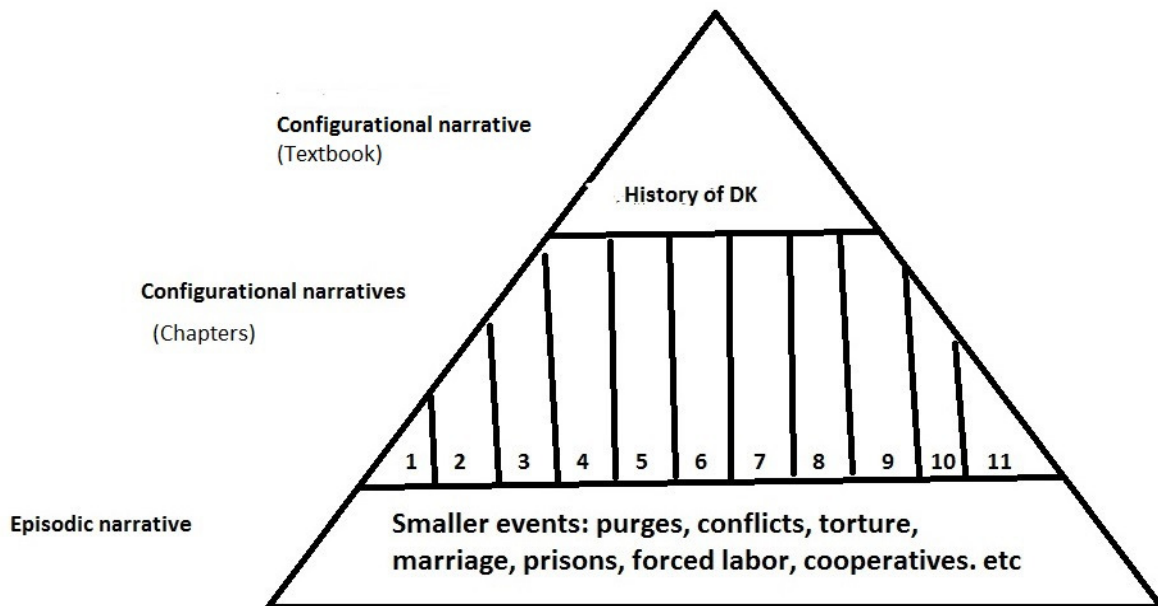 Configurational narrative
(Textbook)
History of DK
Configurational narratives
(Chapters)
1 2 3 4 5 6 7 8 9 10 11
Episodic narrative
Smaller events: purges, conflicts, torture,
marriage, prisons, forced labor, cooperatives. etc